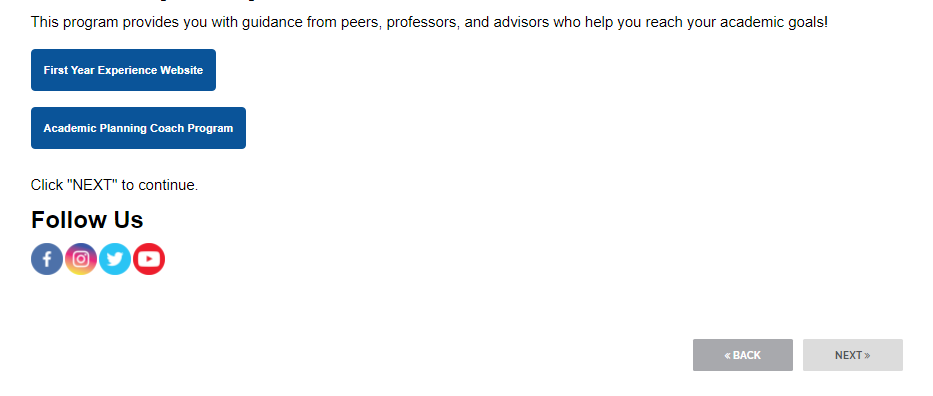 This program provides you with guidance from peers, professors, and advisors who help you reach your academic goals!
First Year Experience Website
Academic Planning Coach Program
Click "NEXT" to continue.
Follow Us
« BACK
NEXT »